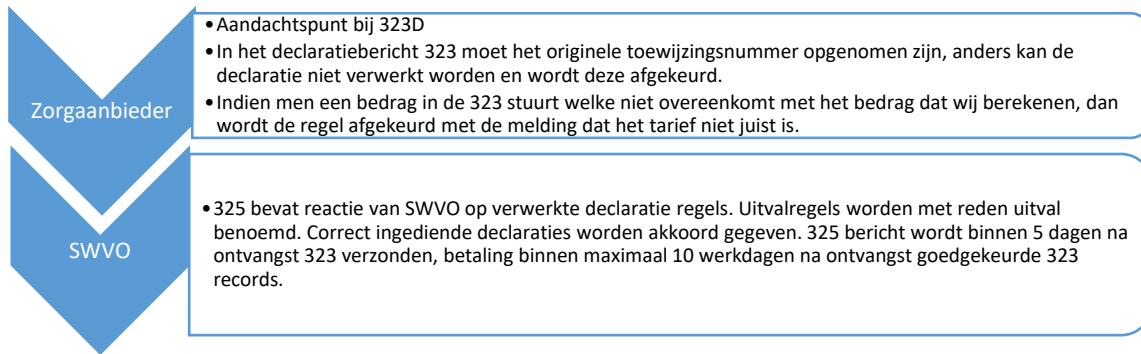 Zorgaanbieder
•Aandachtspunt bij 323D
•In het declaratiebericht 323 moet het originele toewijzingsnummer opgenomen zijn, anders kan de
declaratie niet verwerkt worden en wordt deze afgekeurd.
•Indien men een bedrag in de 323 stuurt welke niet overeenkomt met het bedrag dat wij berekenen, dan
wordt de regel afgekeurd met de melding dat het tarief niet juist is.
SWVO
•325 bevat reactie van SWVO op verwerkte declaratie regels. Uitvalregels worden met reden uitval
benoemd. Correct ingediende declaraties worden akkoord gegeven. 325 bericht wordt binnen 5 dagen na
ontvangst 323 verzonden, betaling binnen maximaal 10 werkdagen na ontvangst goedgekeurde 323
records.